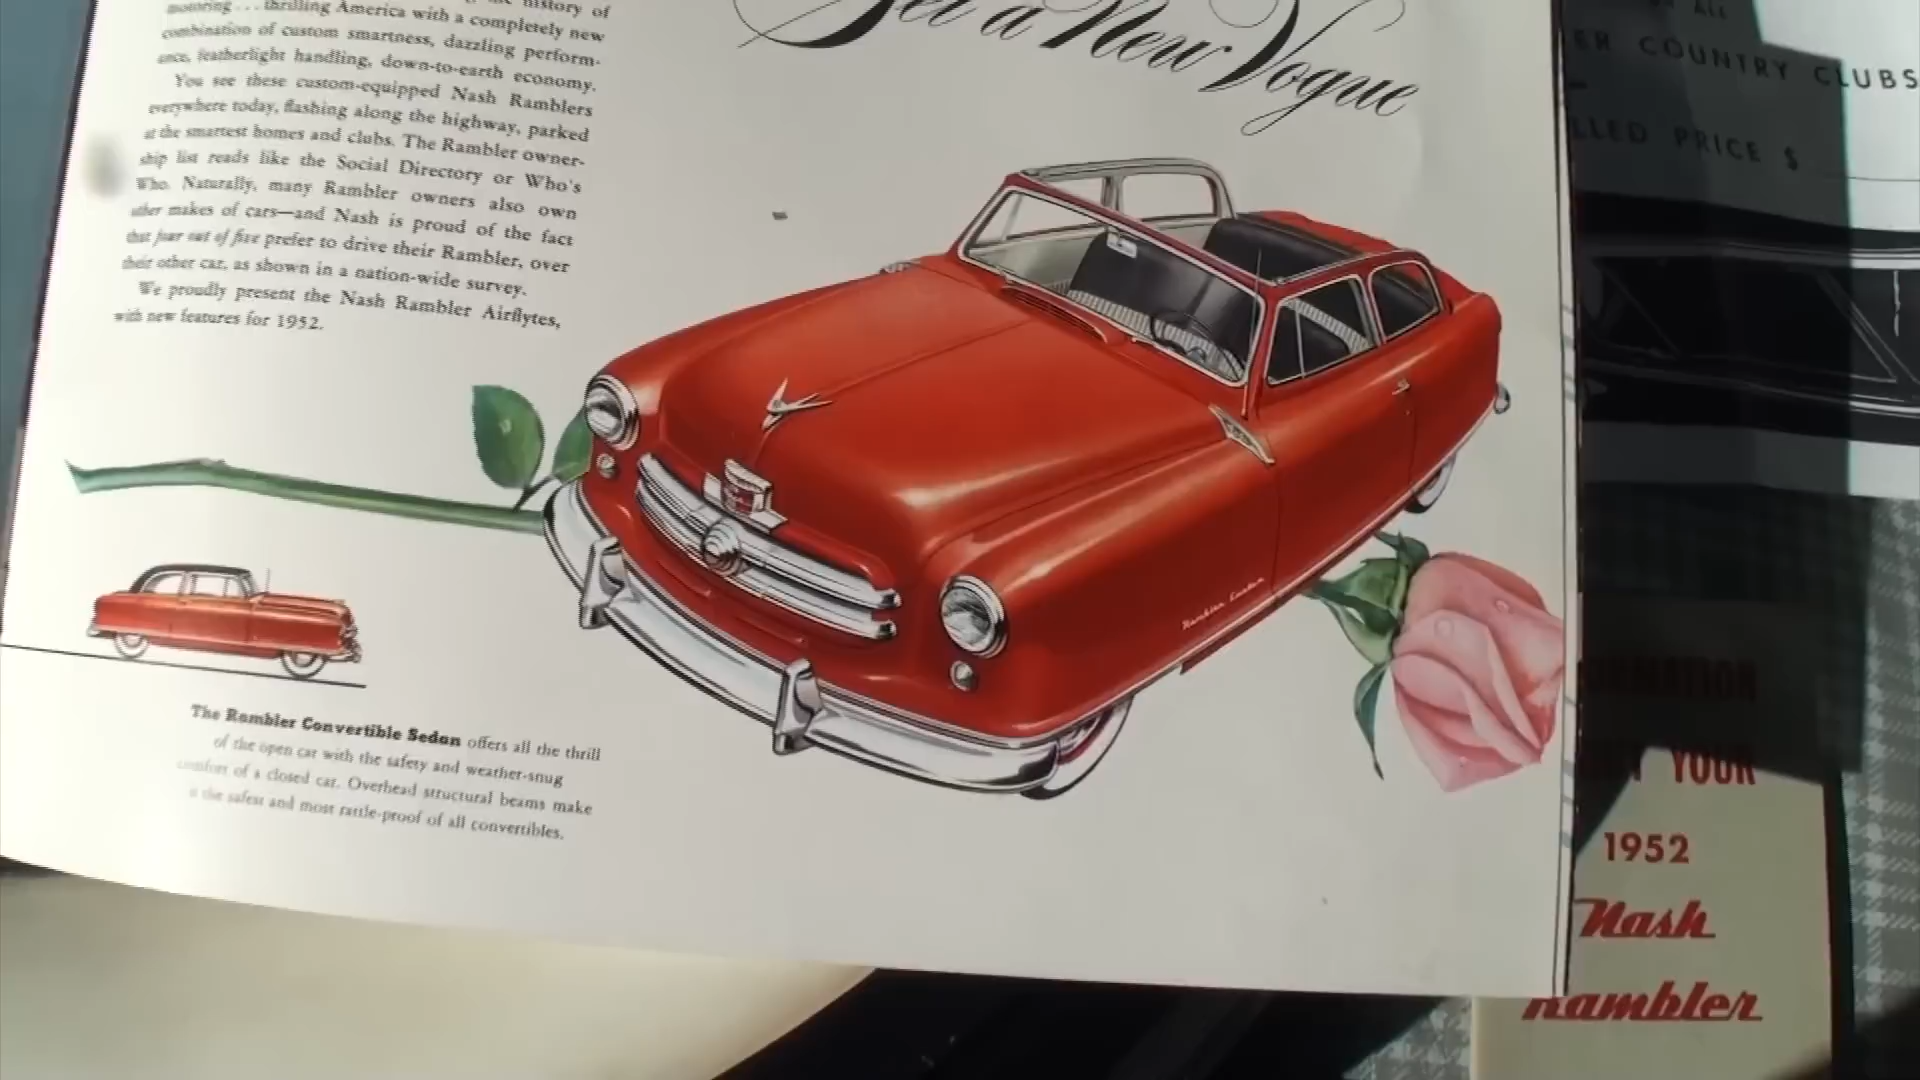 history of
motoring . . . thrilling America with a completely new
combination of custom smartness, dazzling perform-
ance, featherlight handling, down-to-earth economy.
You see these custom-equipped Nash Ramblers
everywhere today, flashing along the highway, parked
at the smartest homes and clubs. The Rambler owner-
ship list reads like the Social Directory or Who's
Who. Naturally, many Rambler owners also own
other makes of cars—and Nash is proud of the fact
that four out of five prefer to drive their Rambler, over
their other car, as shown in a nation-wide survey.
We proudly present the Nash Rambler Airflytes,
with new features for 1952.
Set a New Vogue
Rambler Custom
The Rambler Convertible Sedan offers all the thrill
of the open car with the safety and weather-snug
comfort of a closed car. Overhead structural beams make
it the safest and most rattle-proof of all convertibles.
ALL
ER COUNTRY CLUBS
LLED PRICE $
YOUR
1952
Nash
Rambler